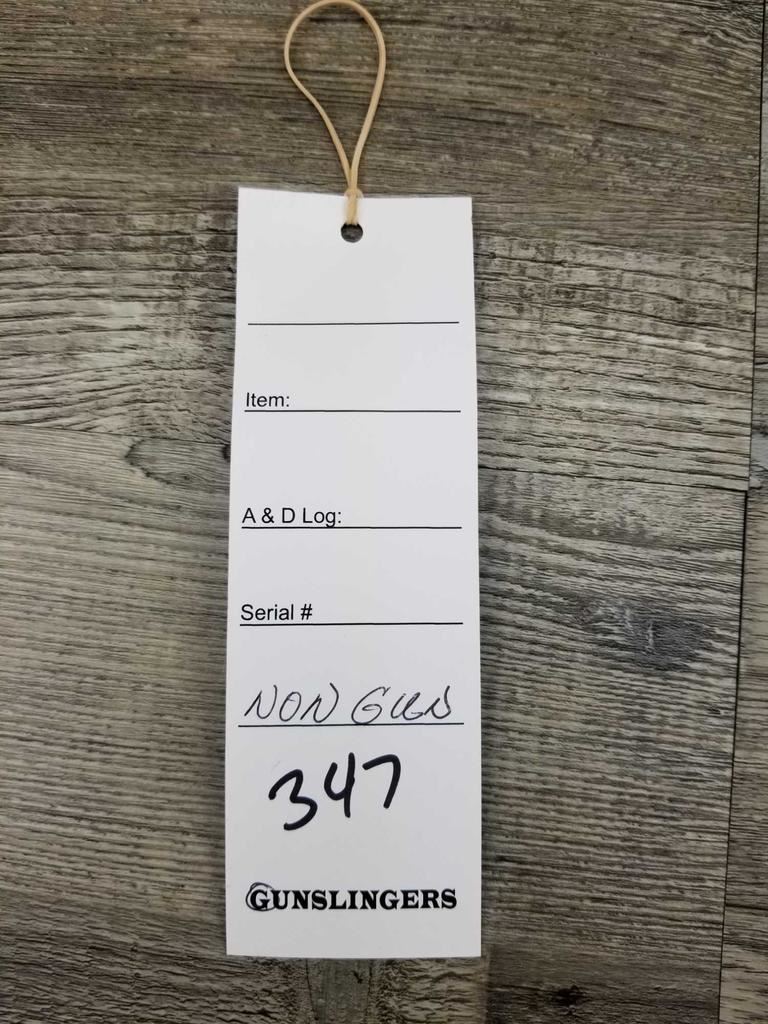 Item:
A & D Log:
Serial #
NON GUN
347
GUNSLINGERS